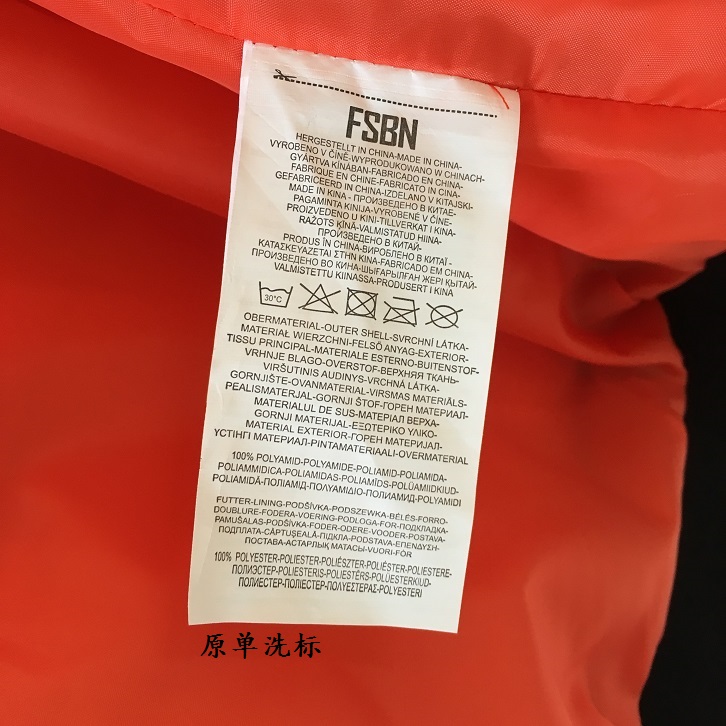 FSBN
HERGESTELLT IN CHINA-MADE IN CHINA-
VYROBENO V ČÍNĚ-WYPRODUKOWANO W CHINACH-
GYÁRTVA KÍNÁBAN-FABRICADO EN CHINA-
FABRIQUE EN CHINE-FABRICATO IN CINA-
GEFABRICEERD IN CHINA-IZDELANO V KITAJSKI-
MADE IN KINA - ПРОИЗВЕДЕНО В КИТАЕ-
PAGAMINTA KINIJA-VYROBENÉ V ČÍNE-
PROIZVEDENO U KINI-TILLVERKAT I KINA-
RAŽOTS ĶĪNĀ-VALMISTATUD HIINA-
ПРОИЗВЕДЕНО В КИТАЙ-
PRODUS ÎN CHINA-ВИРОБЛЕНО В КИТАЇ -
ΚΑΤΑΣΚΕΥΑΖΕΤΑΙ ΣΤΗΝ ΚΙΝΑ-FABRICADO EM CHINA-
ПРОИЗВЕДЕНО ВО КИНА-ШЫҒАРЫЛҒАН ЖЕРІ ҚЫТАЙ-
VALMISTETTU KIINASSA-PRODUSERT I KINA
30°C
OBERMATERIAL-OUTER SHELL-SVRCHNÍ LÁTKA-
MATERIAŁ WIERZCHNI-FELSŐ ANYAG-EXTERIOR-
TISSU PRINCIPAL-MATERIALE ESTERNO-BUITENSTOF-
VRHNJE BLAGO-OVERSTOF-ВЕРХНЯЯ ТКАНЬ-
VIRŠUTINIS AUDINYS-VRCHNÁ LÁTKA-
GORNJIŠTE-OVANMATERIAL-VIRSMAS MATERIĀLS-
PEALISMATERJAL-GORNJI ŠTOF-ГОРЕН МАТЕРИАЛ-
MATERIALUL DE SUS-МАТЕРІАЛ ВЕРХА-
GORNJI MATERIJAL-ΕΞΩΤΕΡΙΚΟ ΥΛΙΚΟ-
MATERIAL EXTERIOR-ГОРЕН МАТЕРИЈАЛ-
ҮСТІҢГІ МАТЕРИАЛ-PINTAMATERIAALI-OVERMATERIAL
100% POLYAMID-POLYAMIDE-POLIAMID-POLIAMIDA-
POLIAMMIDICA-POLIAMIDAS-POLIAMĪDS-POLÜAMIIDKIUD-
POLIAMIDĂ-ПОЛІАМІД-ΠΟΛΥΑΜΙΔΙΟ-ПОЛИАМИД-POLYAMIDI
FUTTER-LINING-PODŠÍVKA-PODSZEWKA-BÉLÉS-FORRO-
DOUBLURE-FODERA-VOERING-PODLOGA-FOR-ПОДКЛАДКА-
PAMUŠALAS-PODŠÍVKA-FODER-ODERE-VOODER-POSTAVA-
ПОДПЛАТА-CĂPTUŞEALĂ-ПІДКЛА-PODSTAVA-ΕΠΕΝΔΥΣΗ-
ПОСТАВА-АСТАРЛЫҚ МАТАСЫ-VUORI-FÔR
100% POLYESTER-POLIESTER-POLIÉSZTER-POLIÉSTER-POLIESTERE-
ПОЛИЭСТЕР-POLIESTERIS-POLIESTĒRS-POLÜESTERKIUD-
ПОЛИЕСТЕР-ПОЛІЕСТЕР-ΠΟΛΥΕΣΤΕΡΑΣ-POLYESTERI
原单洗标